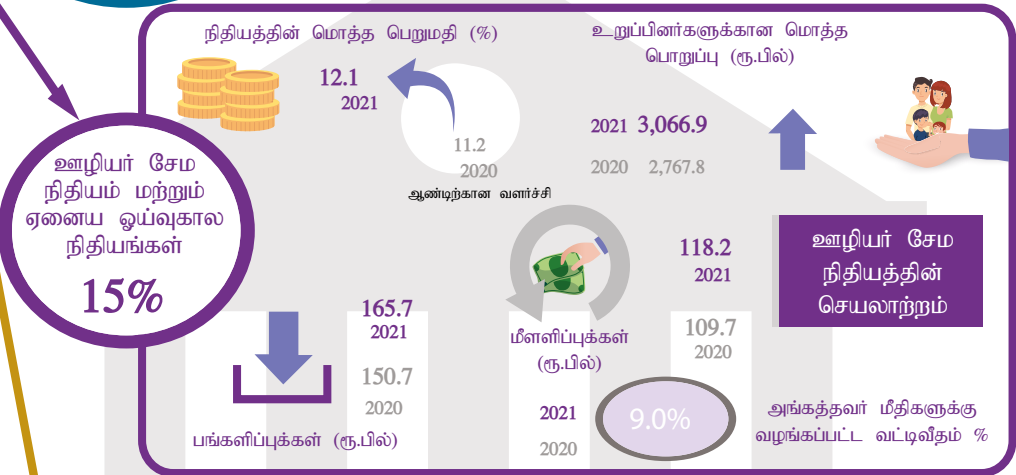 நிதியத்தின் மொத்த பெறுமதி (%)
12.1
2021
11.2
2020
ஆண்டிற்கான வளர்ச்சி
உறுப்பினர்களுக்கான மொத்த
பொறுப்பு (ரூ.பில்)
2021 3,066.9
2020 2,767.8
ஊழியர் சேம
நிதியம் மற்றும்
ஏனைய ஓய்வுகால
நிதியங்கள்
15%
ஊழியர் சேம
நிதியத்தின்
செயலாற்றம்
165.7
2021
150.7
2020
பங்களிப்புக்கள் (ரூ.பில்)
118.2
2021
109.7
2020
மீளளிப்புக்கள்
(ரூ.பில்)
2021
2020
9.0%
அங்கத்தவர் மீதிகளுக்கு
வழங்கப்பட்ட வட்டிவீதம் %